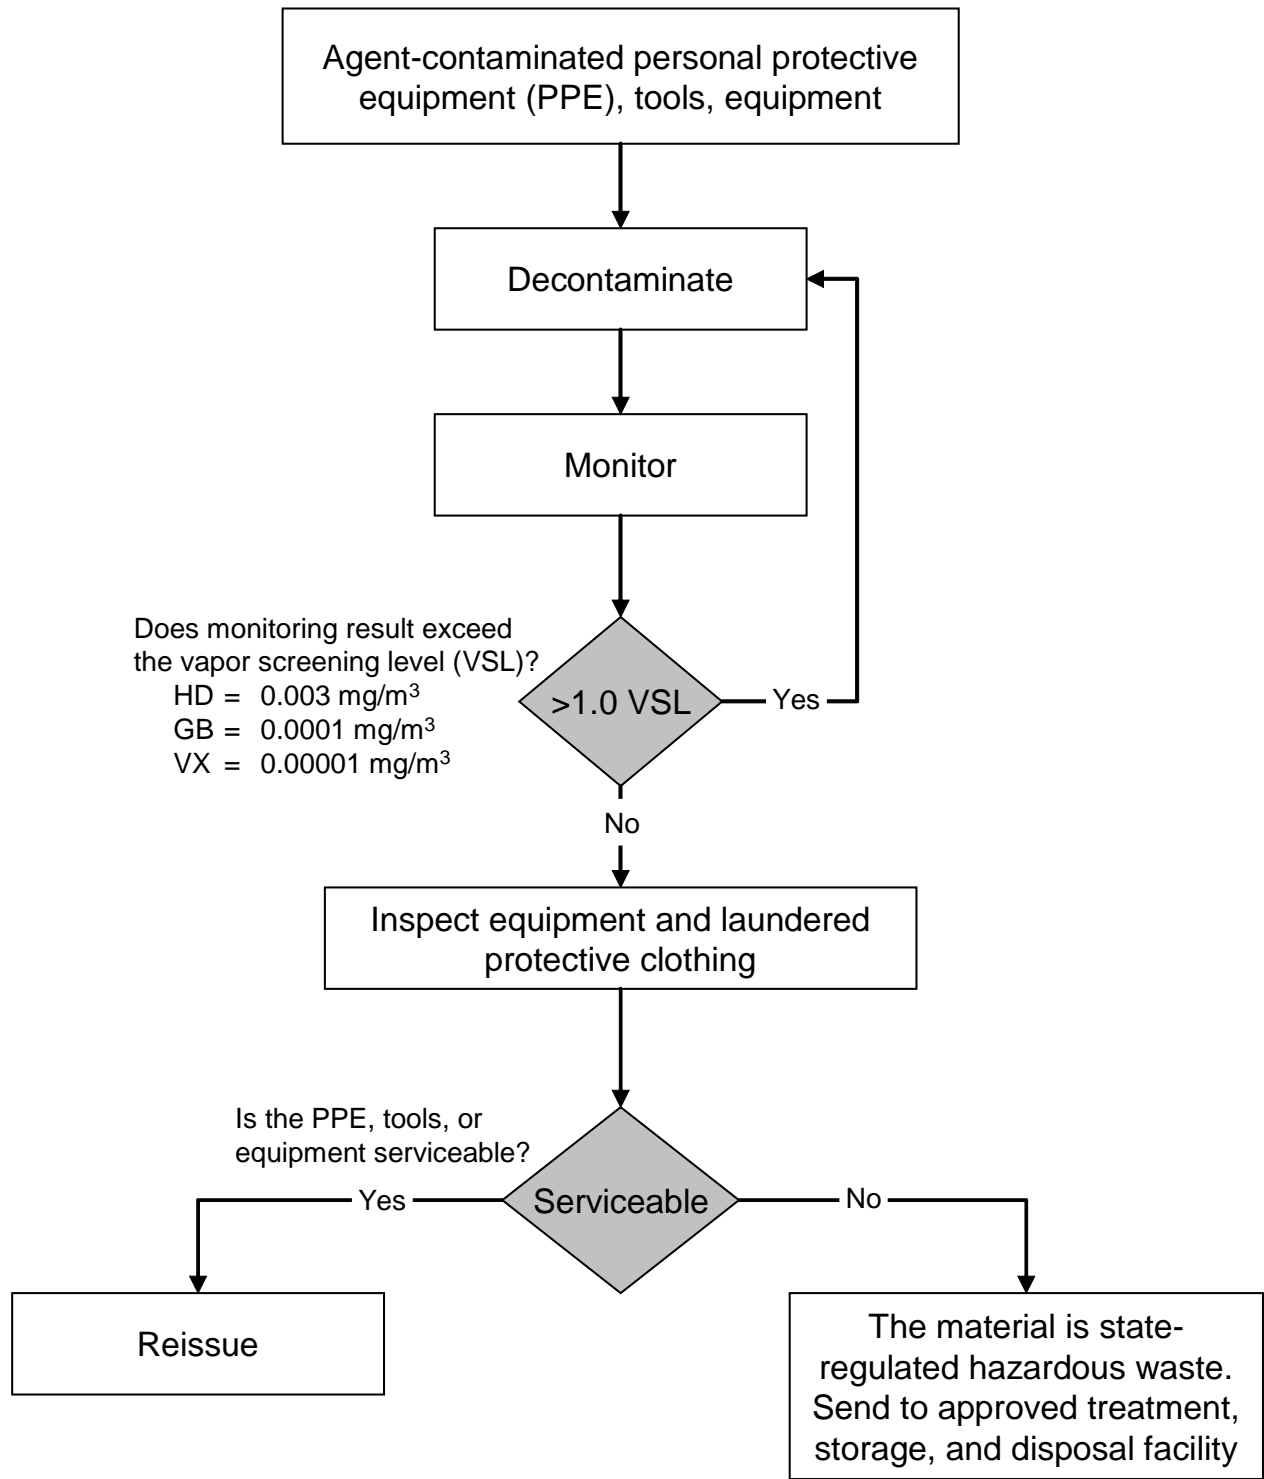 Agent-contaminated personal protective
equipment (PPE), tools, equipment
Decontaminate
Monitor
Does monitoring result exceed
the vapor screening level (VSL)?
HD = 0.003 mg/m³
GB = 0.0001 mg/m³
VX = 0.00001 mg/m³
>1.0 VSL
Yes
No
Inspect equipment and laundered
protective clothing
Is the PPE, tools, or
equipment serviceable?
Yes
Serviceable
No
Reissue
The material is state-
regulated hazardous waste.
Send to approved treatment,
storage, and disposal facility